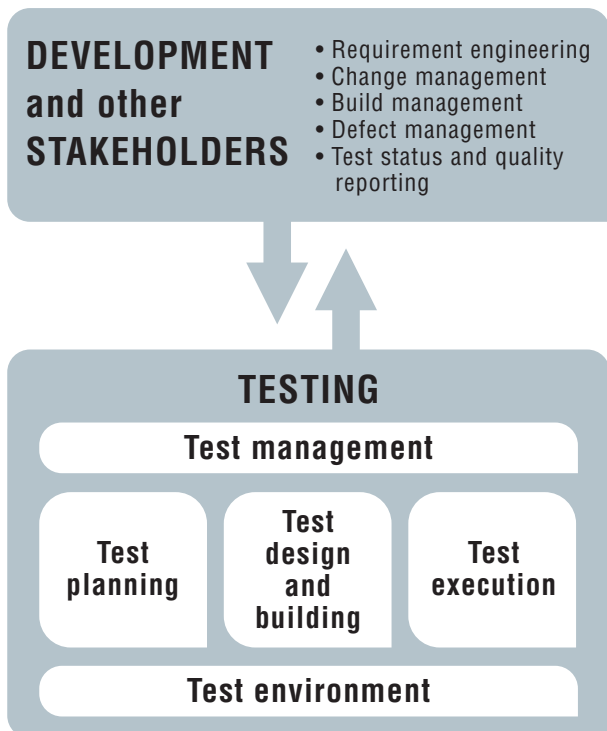 DEVELOPMENT
and other
STAKEHOLDERS
• Requirement engineering
• Change management
• Build management
• Defect management
• Test status and quality
reporting
TESTING
Test management
Test
planning
Test
design
and
building
Test
execution
Test environment